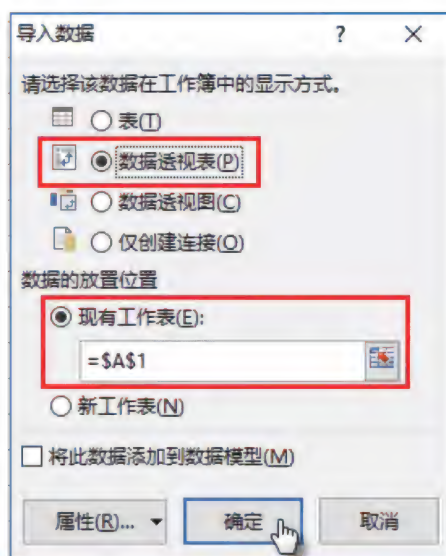 导入数据 ? ×
请选择该数据在工作簿中的显示方式。
表(T)
数据透视表(P)
数据透视图(C)
仅创建连接(O)
数据的放置位置
现有工作表(E):
=$A$1
新工作表(N)
将此数据添加到数据模型(M)
属性(R)... 确定 取消